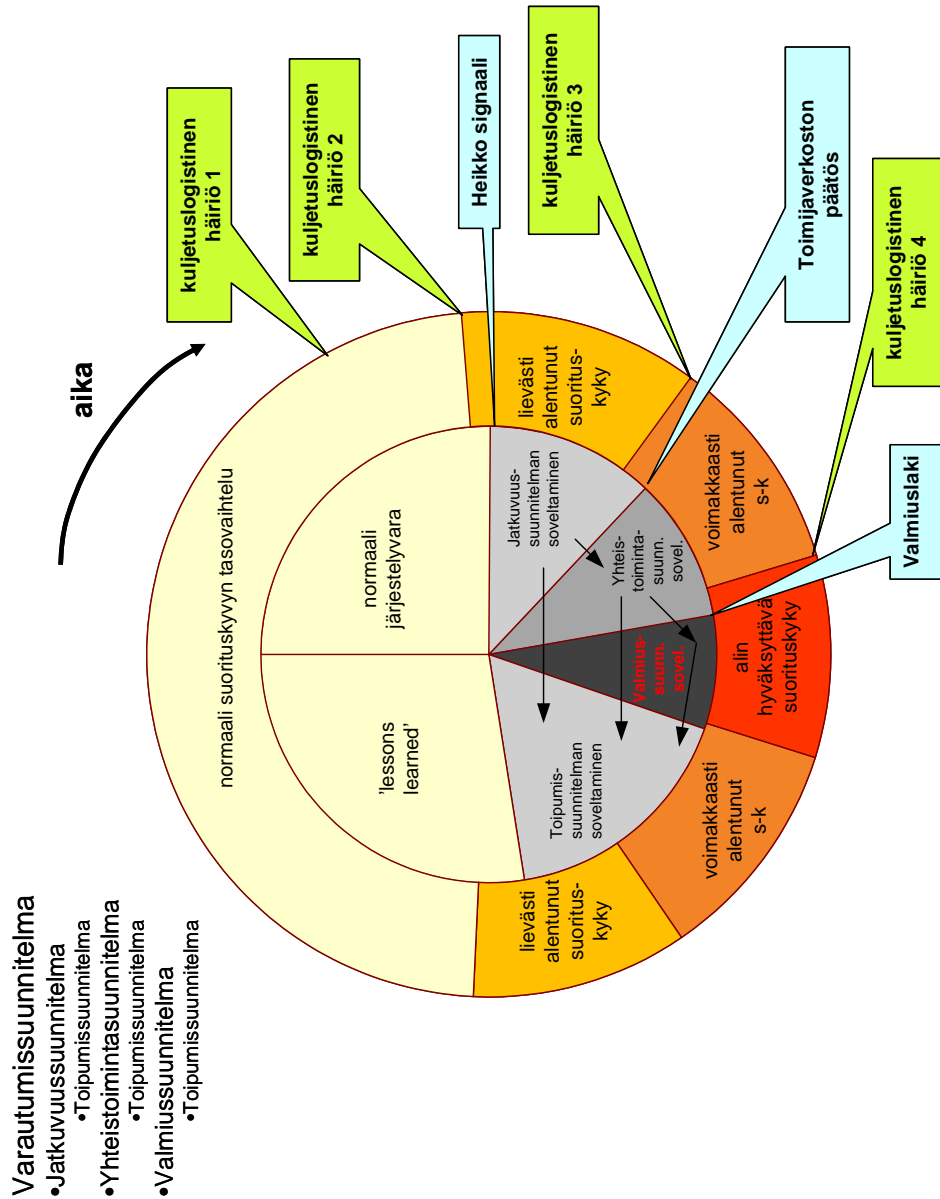 Varautumissuunnitelma
•Jatkuvuussuunnitelma
•Toipumissuunnitelma
•Yhteistoimintasuunnitelma
•Toipumissuunnitelma
•Valmiussuunnitelma
•Toipumissuunnitelma
aika
kuljetuslogistinen
häiriö 1
kuljetuslogistinen
häiriö 2
Heikko signaali
kuljetuslogistinen
häiriö 3
Toimijaverkoston
päätös
kuljetuslogistinen
häiriö 4
Valmiuslaki
normaali suorituskyvyn tasovaihtelu
lievästi
alentunut
suoritus-
kyky
voimakkaasti
alentunut
s-k
alin
hyväksyttävä
suorituskyky
voimakkaasti
alentunut
s-k
lievästi
alentunut
suoritus-
kyky
normaali
järjestelyvara
Jatkuvuus-
suunnitelman
soveltaminen
Yhteis-
toiminta-
suunn.
sovel.
Valmius-
suunn.
sovel.
Toipumis-
suunnitelman
soveltaminen
'lessons
learned'